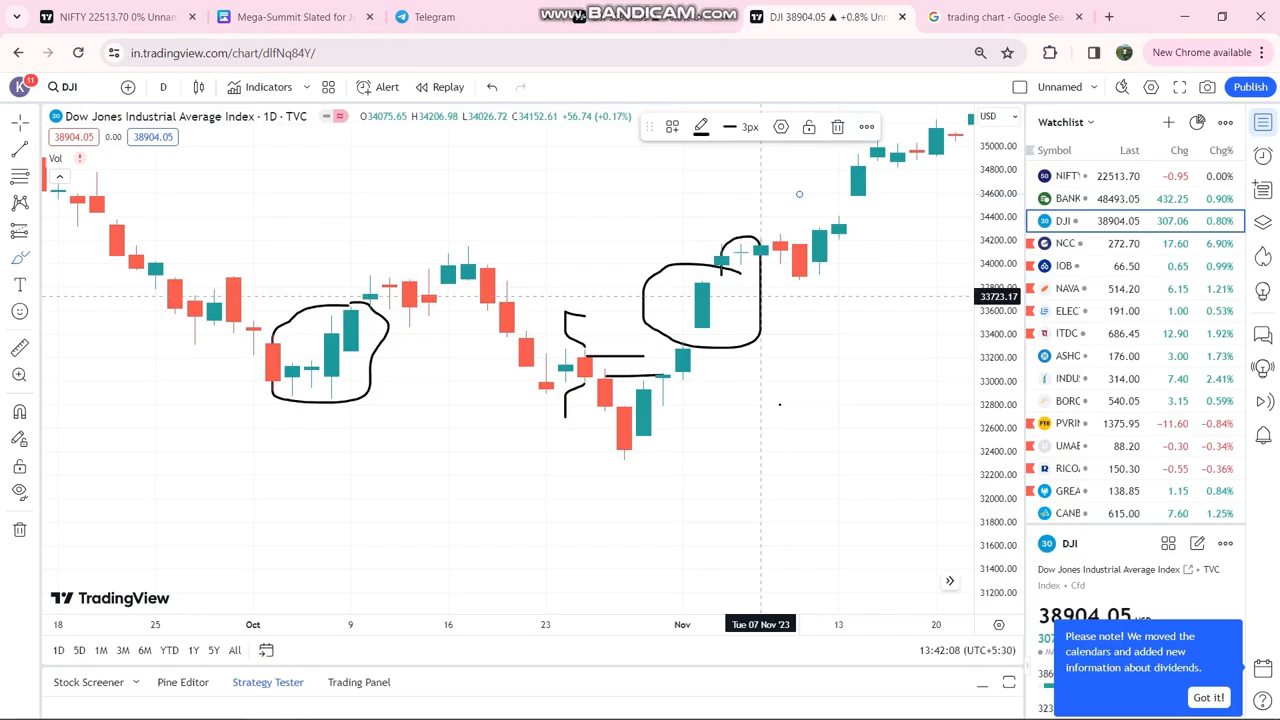 NIFTY 22513.70 0% Unnam
Mega-Summit Slated for Ju
Telegram
www.BANDICAM.com
DJI 38904.05 ▲ +0.8% Unn
trading chart - Google Sea
in.tradingview.com/chart/dlfNq84Y/
New Chrome available
K 11
DJI
D
Indicators
Alert
Replay
Unnamed
Publish
30 Dow Jones Industrial Average Index · 1D · TVC
O34075.65 H34206.98 L34026.72 C34152.61 +56.74 (+0.17%)
USD
38904.05 0.00 38904.05
3px
Vol
Watchlist
Symbol Last Chg Chg%
50 NIFTY 22513.70 −0.95 0.00%
BANK 48493.05 432.25 0.90%
30 DJI 38904.05 307.06 0.80%
NCC 272.70 17.60 6.90%
IOB 66.50 0.65 0.99%
NAVA 514.20 6.15 1.21%
ELEC 191.00 1.00 0.53%
ITDC 686.45 12.90 1.92%
ASHO 176.00 3.00 1.73%
INDU 314.00 7.40 2.41%
BORO 540.05 3.15 0.59%
PVRIN 1375.95 −11.60 −0.84%
UMAE 88.20 −0.30 −0.34%
RICO 150.30 −0.55 −0.36%
GREA 138.85 1.15 0.84%
CANB 615.00 7.60 1.25%
35000.00
34800.00
34600.00
34400.00
34200.00
34000.00
33800.00
33723.17
33600.00
33400.00
33200.00
33000.00
32800.00
32600.00
32400.00
32200.00
32000.00
31800.00
31600.00
31400.00
31200.00
TradingView
18 25 Oct 9 16 23 Nov Tue 07 Nov '23 13 20
1D 5D 1M 3M 6M YTD 1Y 5Y All
13:42:08 (UTC+5:30)
Stock Screener
Pine Editor
Strategy Tester
Trading Panel
30 DJI
Dow Jones Industrial Average Index
TVC
Index • Cfd
38904.05
Please note! We moved the
calendars and added new
information about dividends.
Got it!